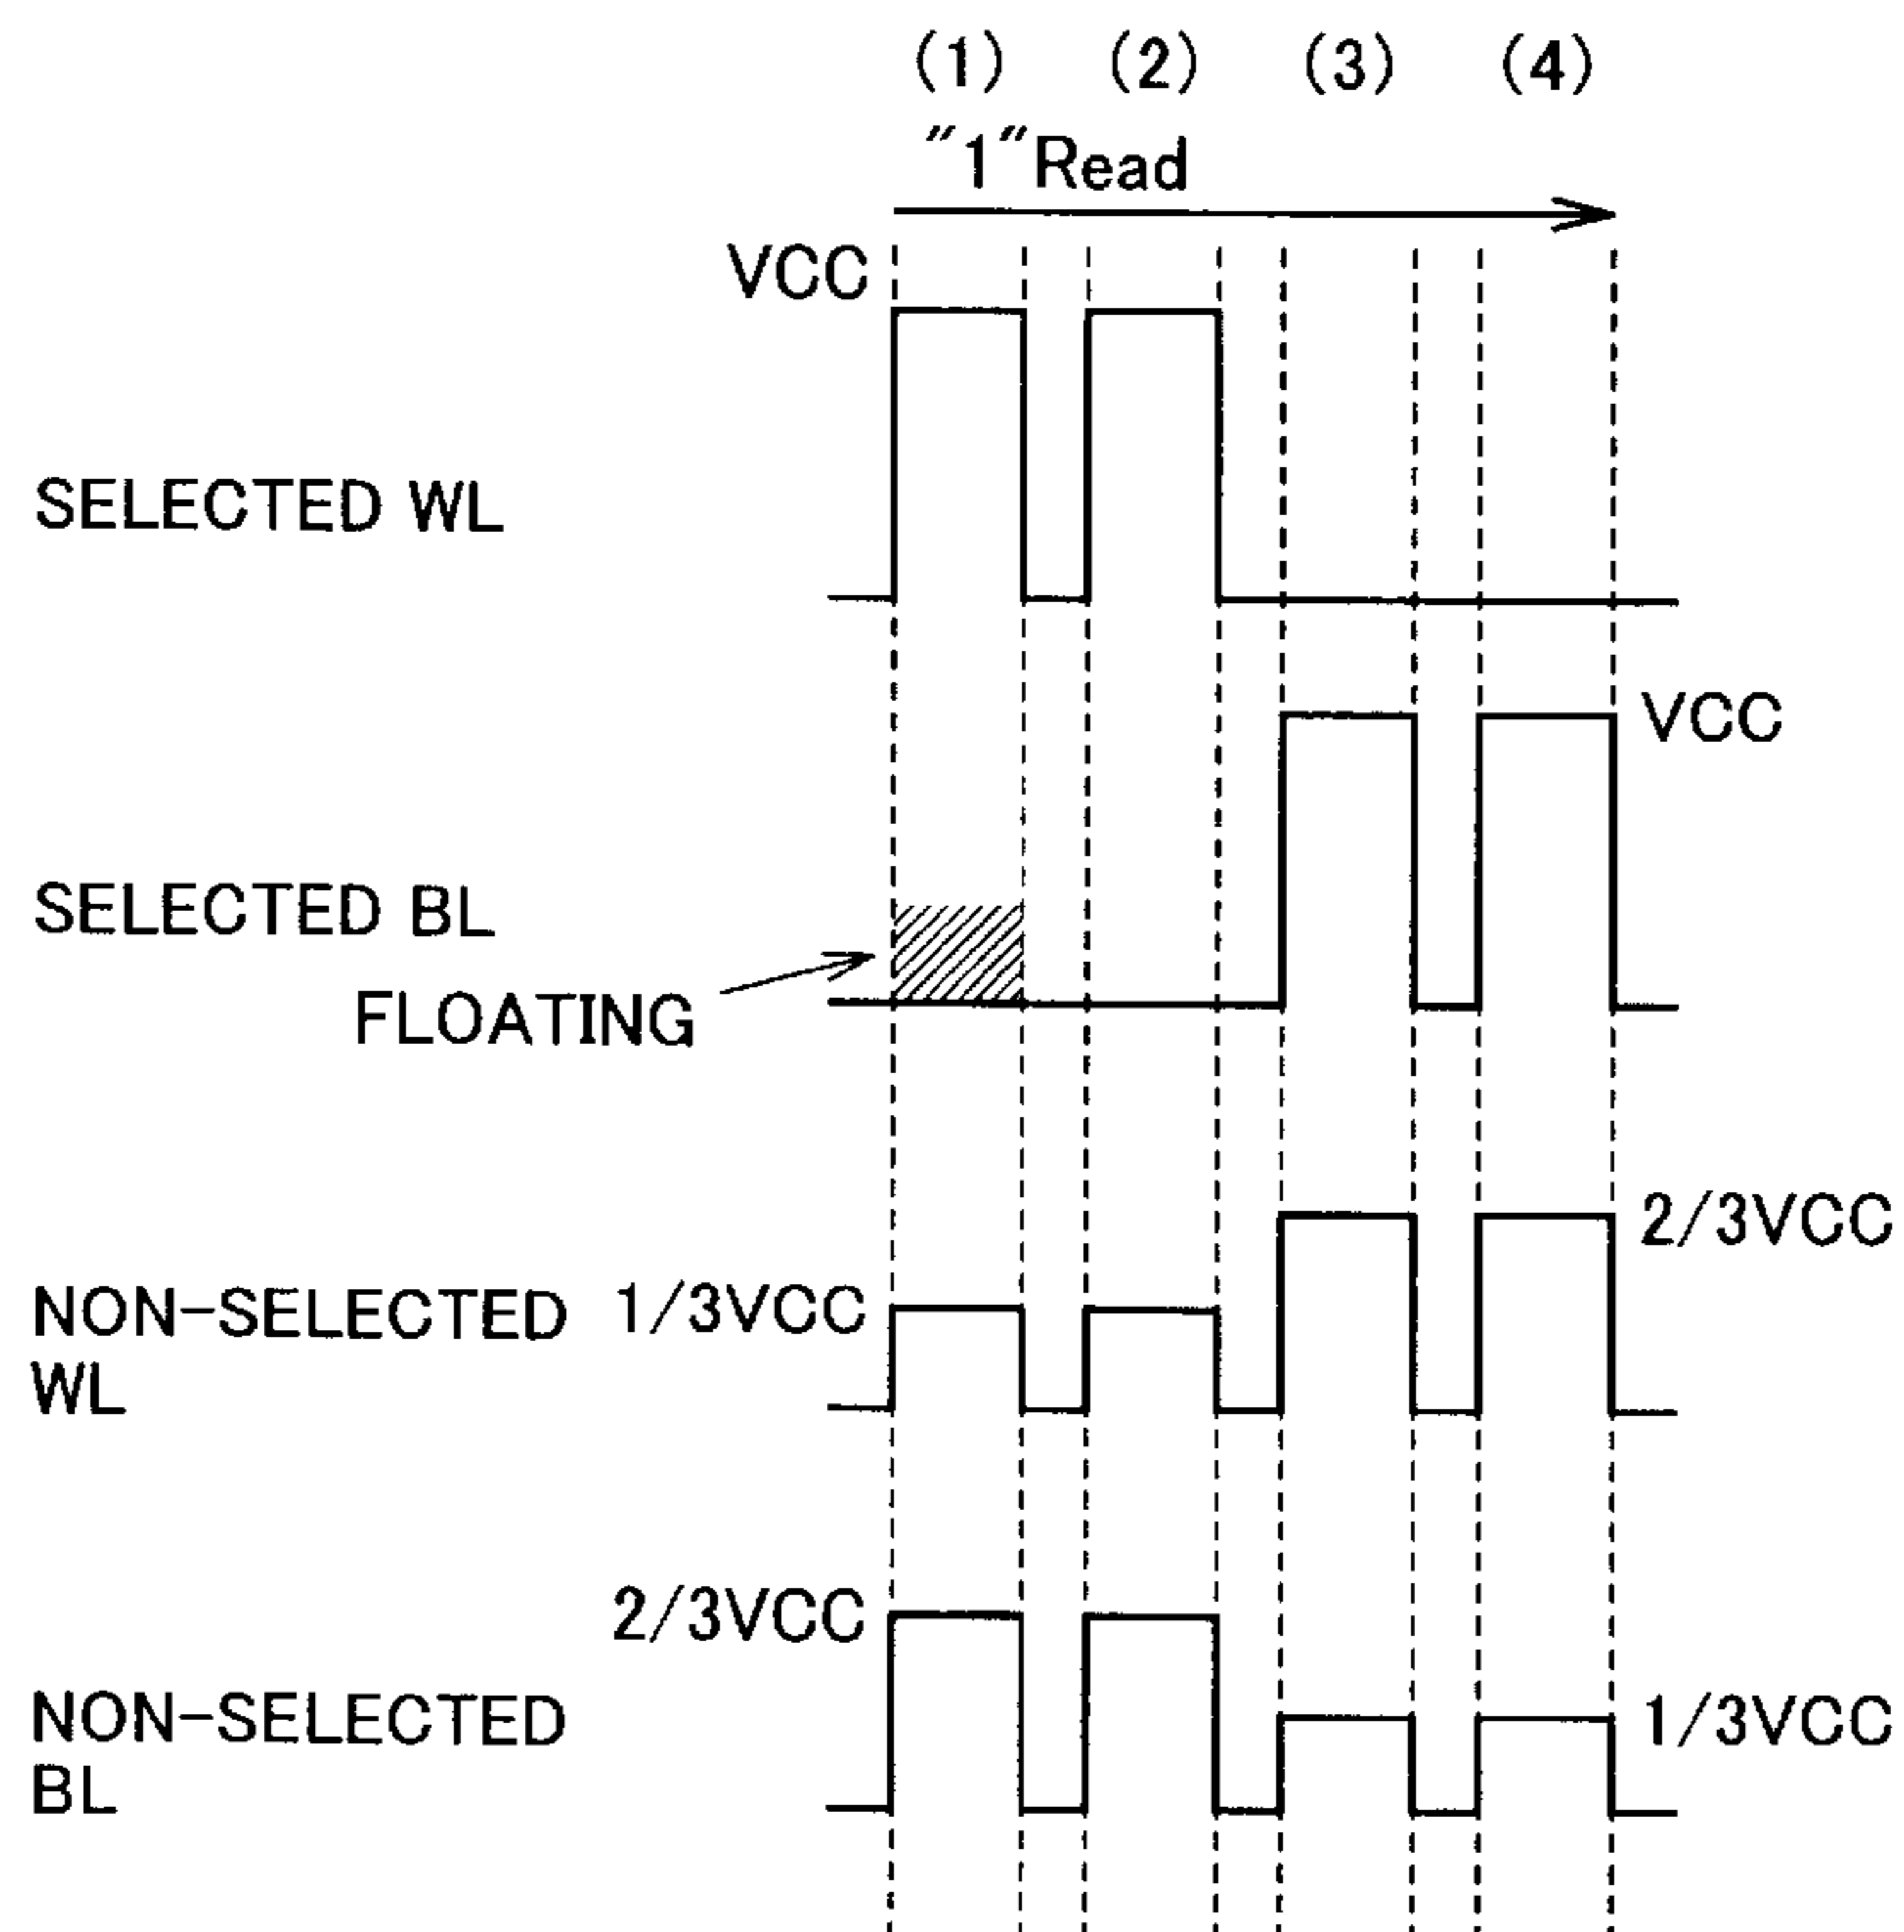 (1) (2) (3) (4)
"1"Read
VCC
SELECTED WL
VCC
SELECTED BL
FLOATING
2/3VCC
NON-SELECTED 1/3VCC
WL
2/3VCC
NON-SELECTED 1/3VCC
BL